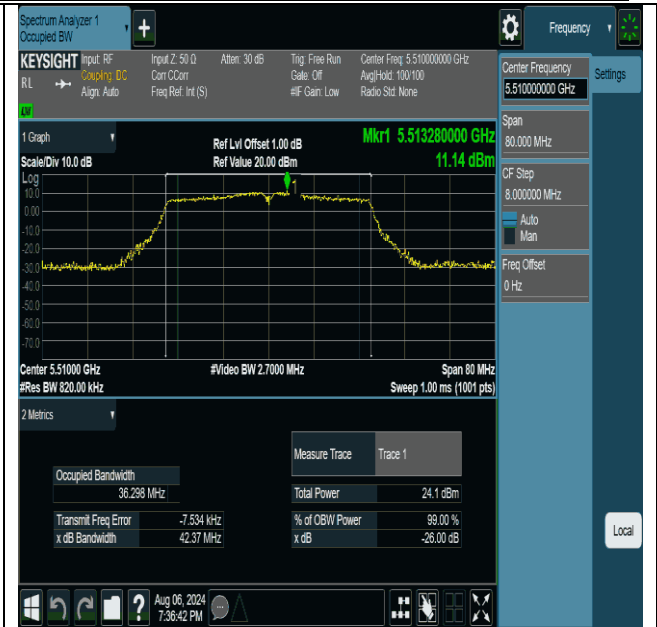 Spectrum Analyzer 1
Occupied BW
Frequency
KEYSIGHT Input: RF Input Z: 50 Ω Atten: 30 dB Trig: Free Run Center Freq: 5.510000000 GHz
RL Coupling: DC Corr CCorr Gate: Off Avg|Hold: 100/100
Align: Auto Freq Ref: Int (S) #IF Gain: Low Radio Std: None
Center Frequency
5.510000000 GHz
Settings
Span
80.000 MHz
CF Step
8.000000 MHz
Auto
Man
Freq Offset
0 Hz
Local
1 Graph
Scale/Div 10.0 dB
Ref Lvl Offset 1.00 dB
Ref Value 20.00 dBm
Mkr1 5.513280000 GHz
11.14 dBm
Log
1
10.0
0.00
-10.0
-20.0
-30.0
-40.0
-50.0
-60.0
-70.0
Center 5.51000 GHz #Video BW 2.7000 MHz Span 80 MHz
#Res BW 820.00 kHz Sweep 1.00 ms (1001 pts)
2 Metrics
Measure Trace Trace 1
Occupied Bandwidth
36.298 MHz
Total Power 24.1 dBm
Transmit Freq Error -7.534 kHz % of OBW Power 99.00 %
x dB Bandwidth 42.37 MHz x dB -26.00 dB
?
Aug 06, 2024
7:36:42 PM